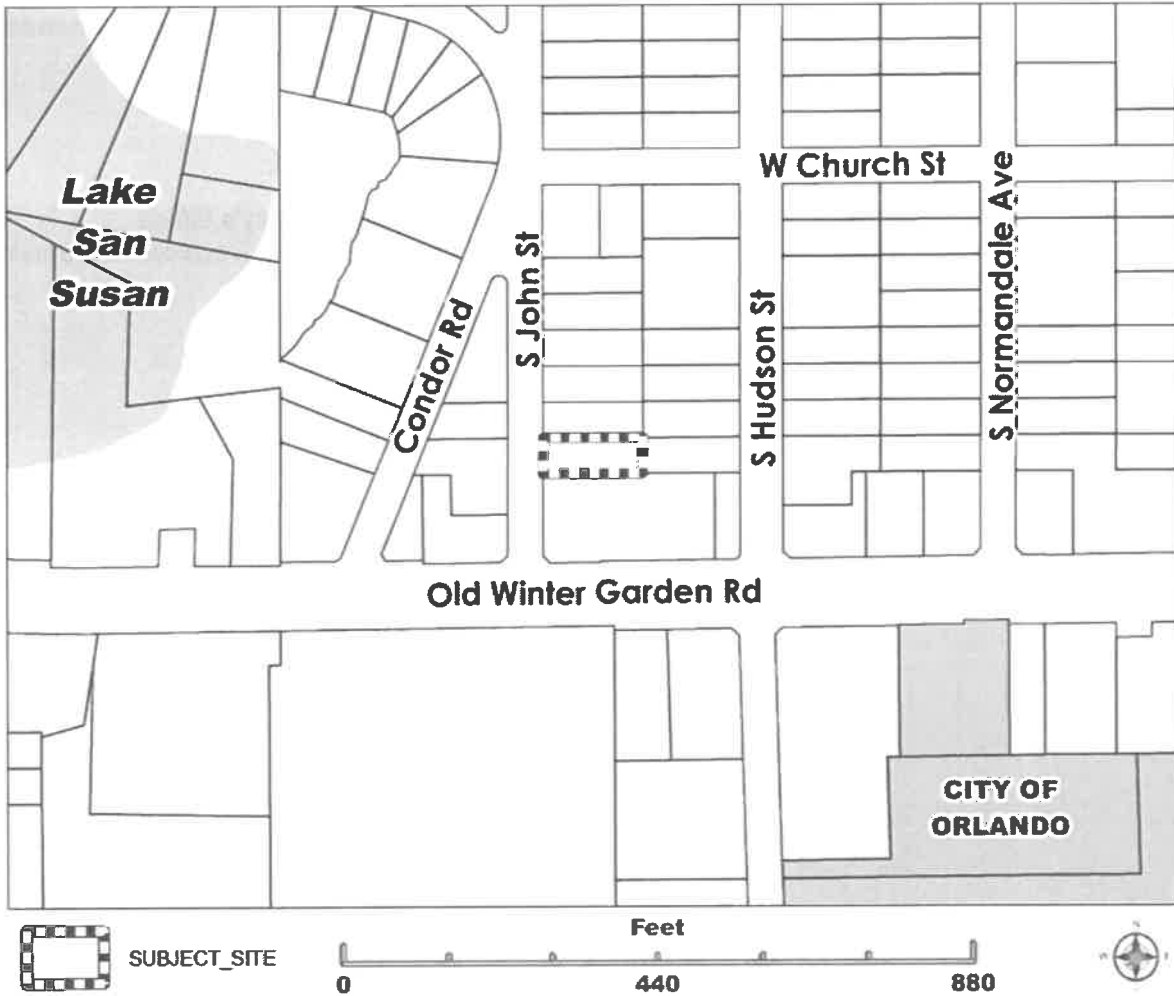 W Church St
Lake
San
Susan
S John St
Condor Rd
S Hudson St
S Normandale Ave
Old Winter Garden Rd
CITY OF
ORLANDO
SUBJECT_SITE
Feet
0 440 880
N